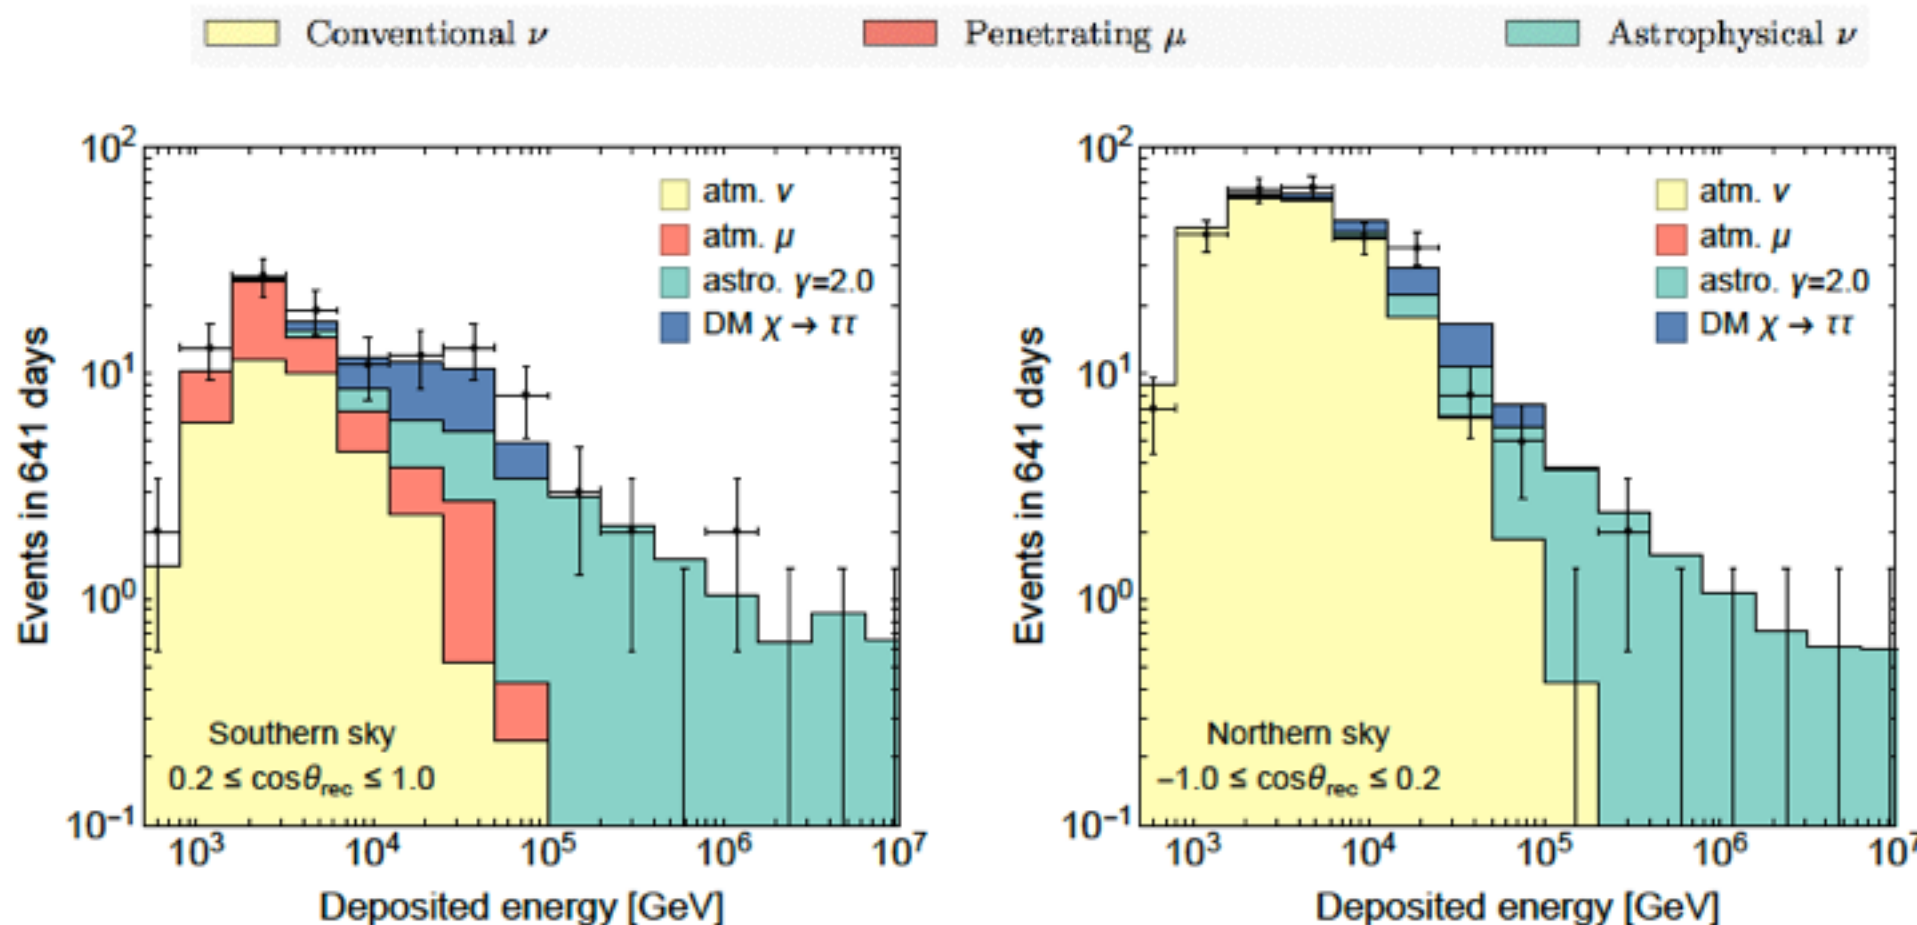 Conventional ν Penetrating μ Astrophysical ν
10² 10¹ 10⁰ 10⁻¹
Events in 641 days
atm. ν
atm. μ
astro. γ=2.0
DM χ → ττ
Southern sky
0.2 ≤ cosθrec ≤ 1.0
10³ 10⁴ 10⁵ 10⁶ 10⁷
Deposited energy [GeV]
10² 10¹ 10⁰ 10⁻¹
Events in 641 days
atm. ν
atm. μ
astro. γ=2.0
DM χ → ττ
Northern sky
−1.0 ≤ cosθrec ≤ 0.2
10³ 10⁴ 10⁵ 10⁶ 10⁷
Deposited energy [GeV]